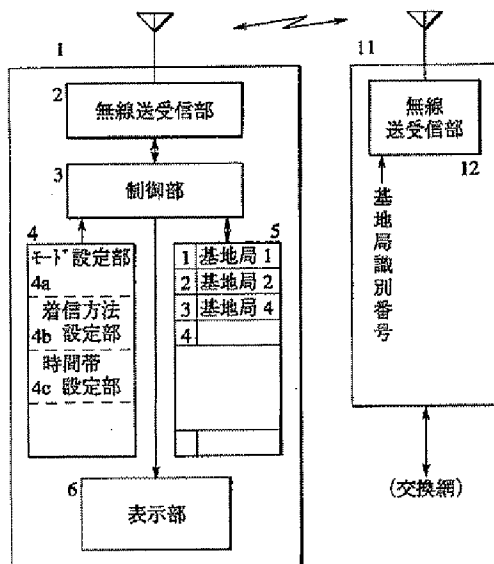 1
11
2
無線送受信部
無線
送受信部
12
3
制御部
基地局識別番号
4
モード設定部
4a
着信方法
4b 設定部
時間帯
4c 設定部
5
1 基地局1
2 基地局2
3 基地局4
4
(交換網)
6
表示部